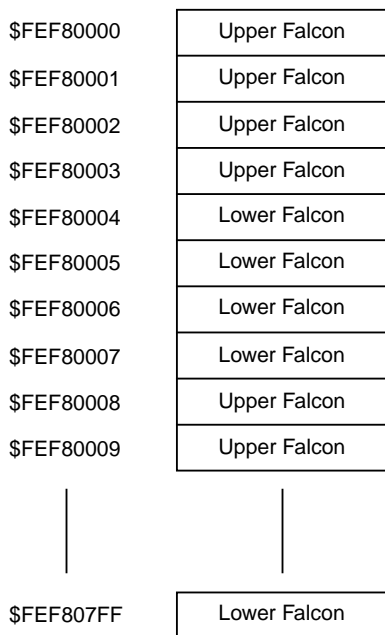 $FEF80000 Upper Falcon
$FEF80001 Upper Falcon
$FEF80002 Upper Falcon
$FEF80003 Upper Falcon
$FEF80004 Lower Falcon
$FEF80005 Lower Falcon
$FEF80006 Lower Falcon
$FEF80007 Lower Falcon
$FEF80008 Upper Falcon
$FEF80009 Upper Falcon
$FEF807FF Lower Falcon